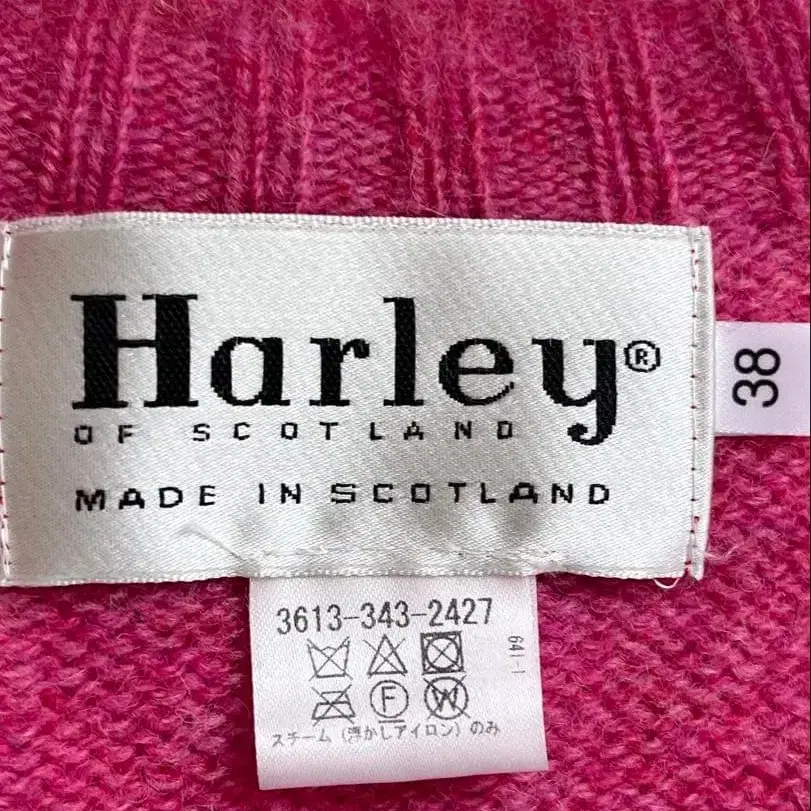 Harley®
OF SCOTLAND
MADE IN SCOTLAND
38
3613-343-2427
641-1
F
W
スチーム（浮かしアイロン）のみ